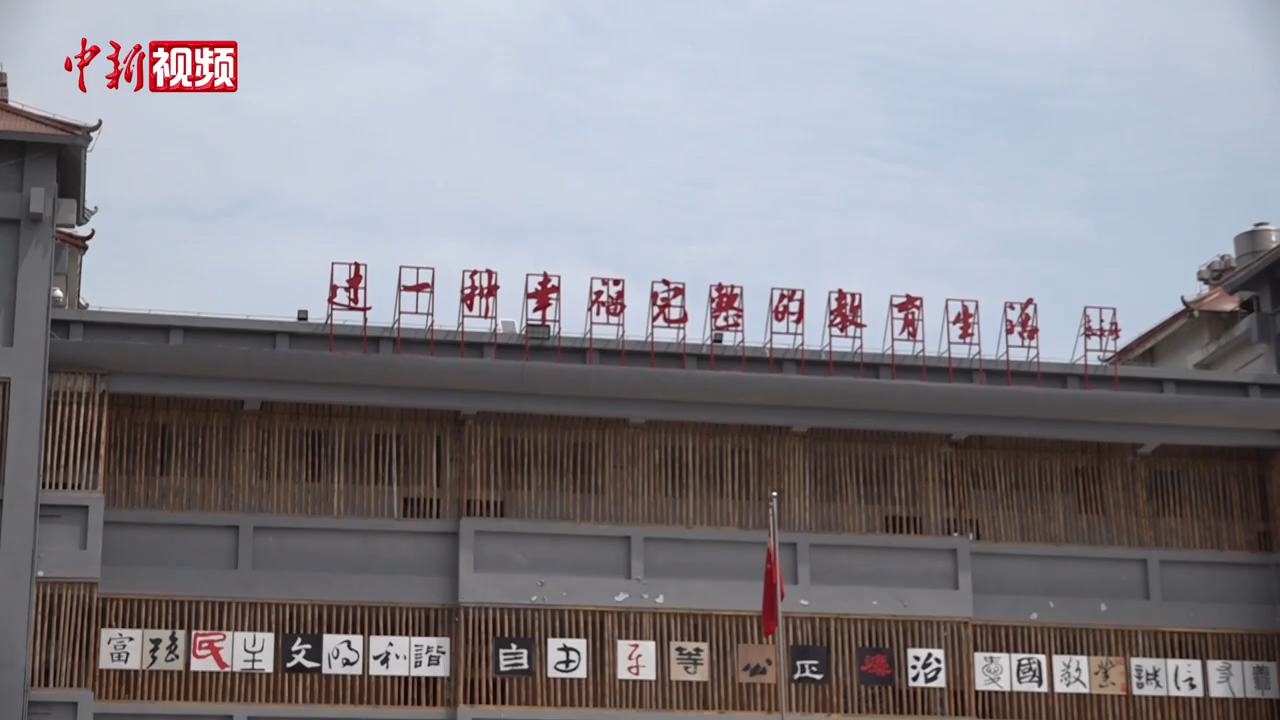 中新视频
过一种幸福完整的教育生活
富强 民主 文明 和諧 自由 平等 公正 法治 愛國 敬業 誠信 友善